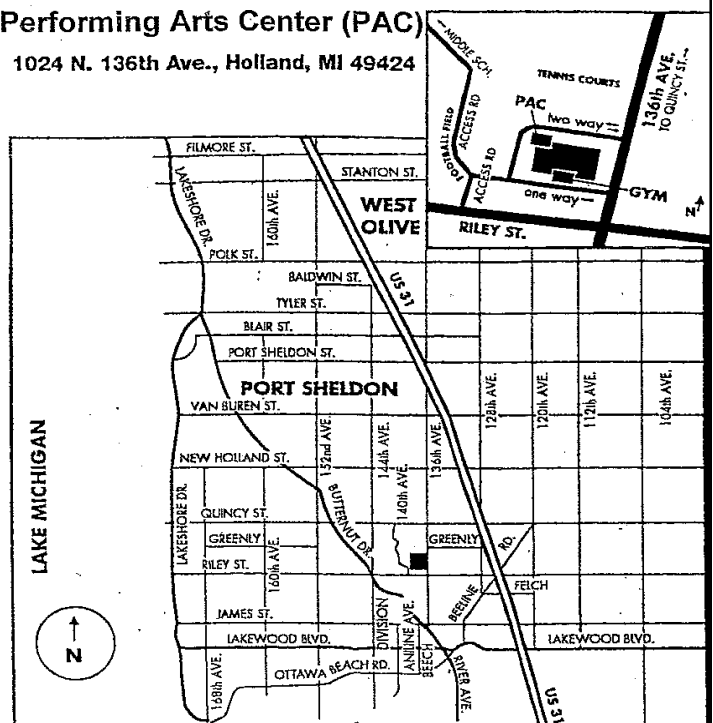 Performing Arts Center (PAC)
1024 N. 136th Ave., Holland, MI 49424
←MIDDLE SCH.
TENNIS COURTS
136th AVE.
TO QUINCY ST.→
PAC
two way
FOOTBALL FIELD
ACCESS RD
ACCESS RD
one way
GYM
N
RILEY ST.
FILMORE ST.
STANTON ST.
LAKESHORE DR.
160th AVE.
WEST
OLIVE
POLK ST.
BALDWIN ST.
US 31
TYLER ST.
BLAIR ST.
PORT SHELDON ST.
PORT SHELDON
VAN BUREN ST.
128th AVE.
120th AVE.
112th AVE.
104th AVE.
LAKE MICHIGAN
152nd AVE.
144th AVE.
136th AVE.
NEW HOLLAND ST.
140th AVE.
BUTTERNUT DR.
LAKESHORE DR.
QUINCY ST.
GREENLY
GREENLY
RD.
RILEY ST.
160th AVE.
FELCH
BEELINE
JAMES ST.
DIVISION
ANILINE AVE.
BEECH
LAKEWOOD BLVD.
LAKEWOOD BLVD.
N
OTTAWA BEACH RD.
168th AVE.
RIVER AVE.
US 31